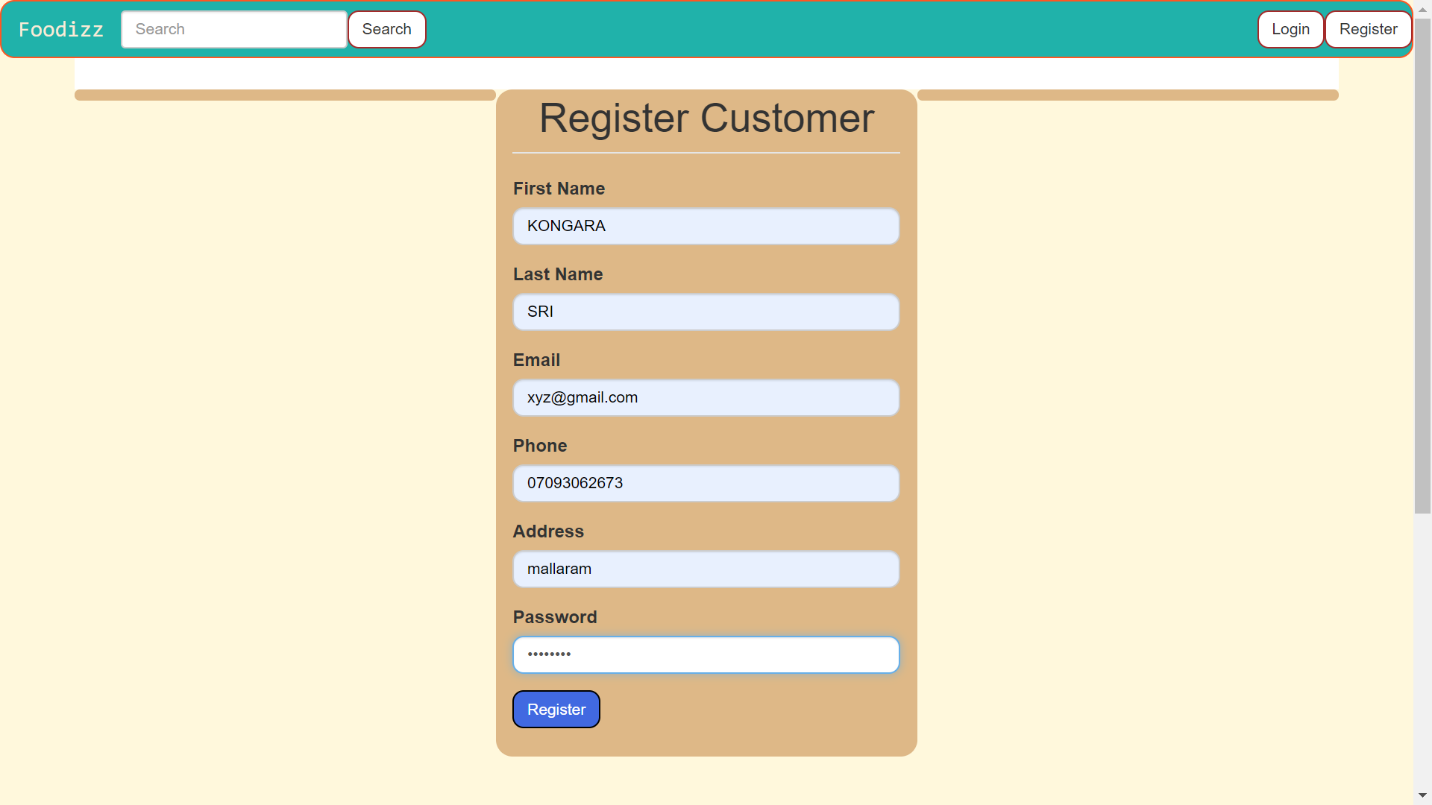 Foodizz Search Search Login Register
Register Customer
First Name
KONGARA
Last Name
SRI
Email
xyz@gmail.com
Phone
07093062673
Address
mallaram
Password
••••••••
Register